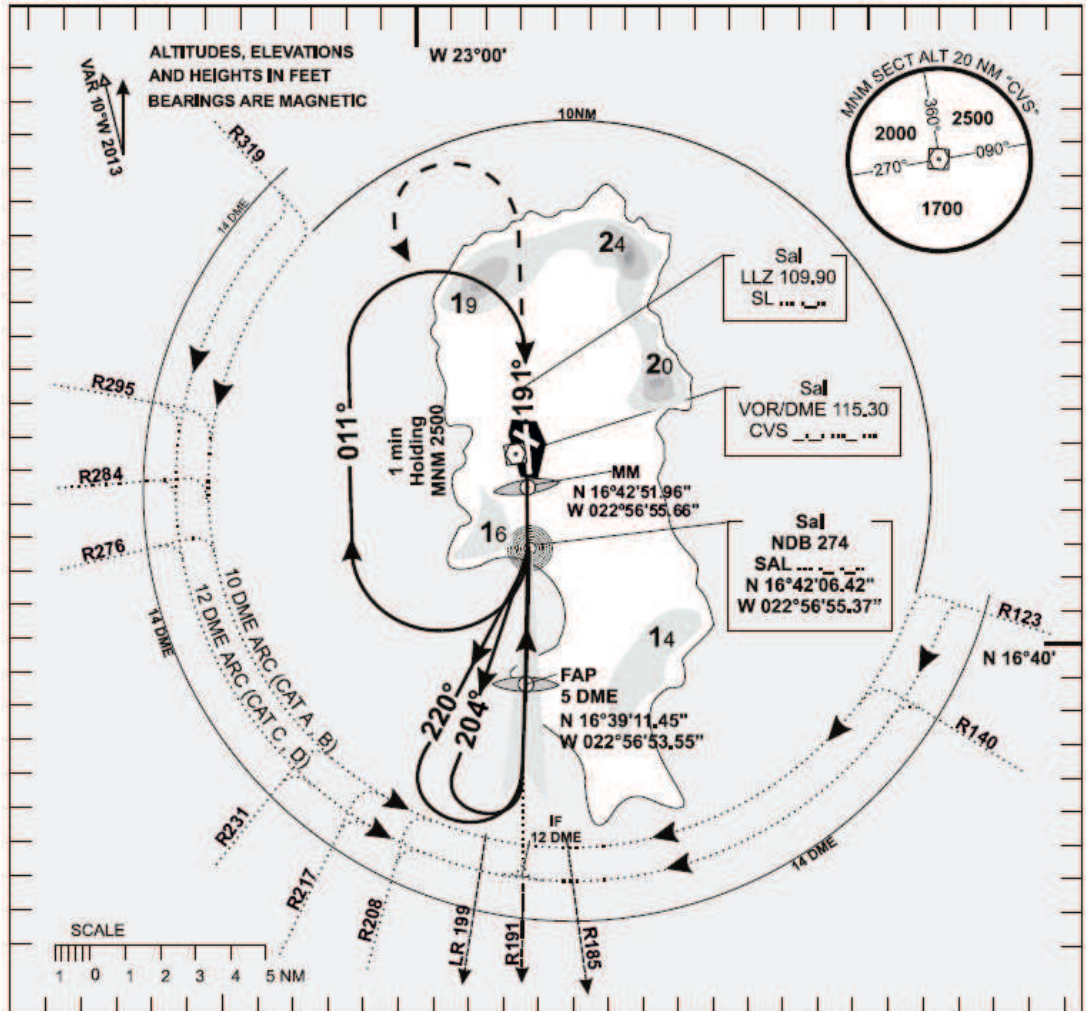 ALTITUDES, ELEVATIONS
AND HEIGHTS IN FEET
BEARINGS ARE MAGNETIC
VAR 10°W 2013
W 23°00'
MNM SECT ALT 20 NM "CVS"
360°
2000
2500
270°
090°
1700
R319
14 DME
10NM
24
19
20
Sal
LLZ 109.90
SL ... ._..
191°
011°
1 min
Holding
MNM 2500
R295
Sal
VOR/DME 115.30
CVS _._. ..._ ...
R284
MM
N 16°42'51.96"
W 022°56'55.66"
R276
16
Sal
NDB 274
SAL ... ._ ._..
N 16°42'06.42"
W 022°56'55.37"
R123
N 16°40'
14 DME
12 DME ARC (CAT C, D)
10 DME ARC (CAT A, B)
14
FAP
5 DME
N 16°39'11.45"
W 022°56'53.55"
220°
204°
R140
R231
R217
R208
IF
12 DME
14 DME
LR 199
R191
R185
SCALE
1 0 1 2 3 4 5 NM